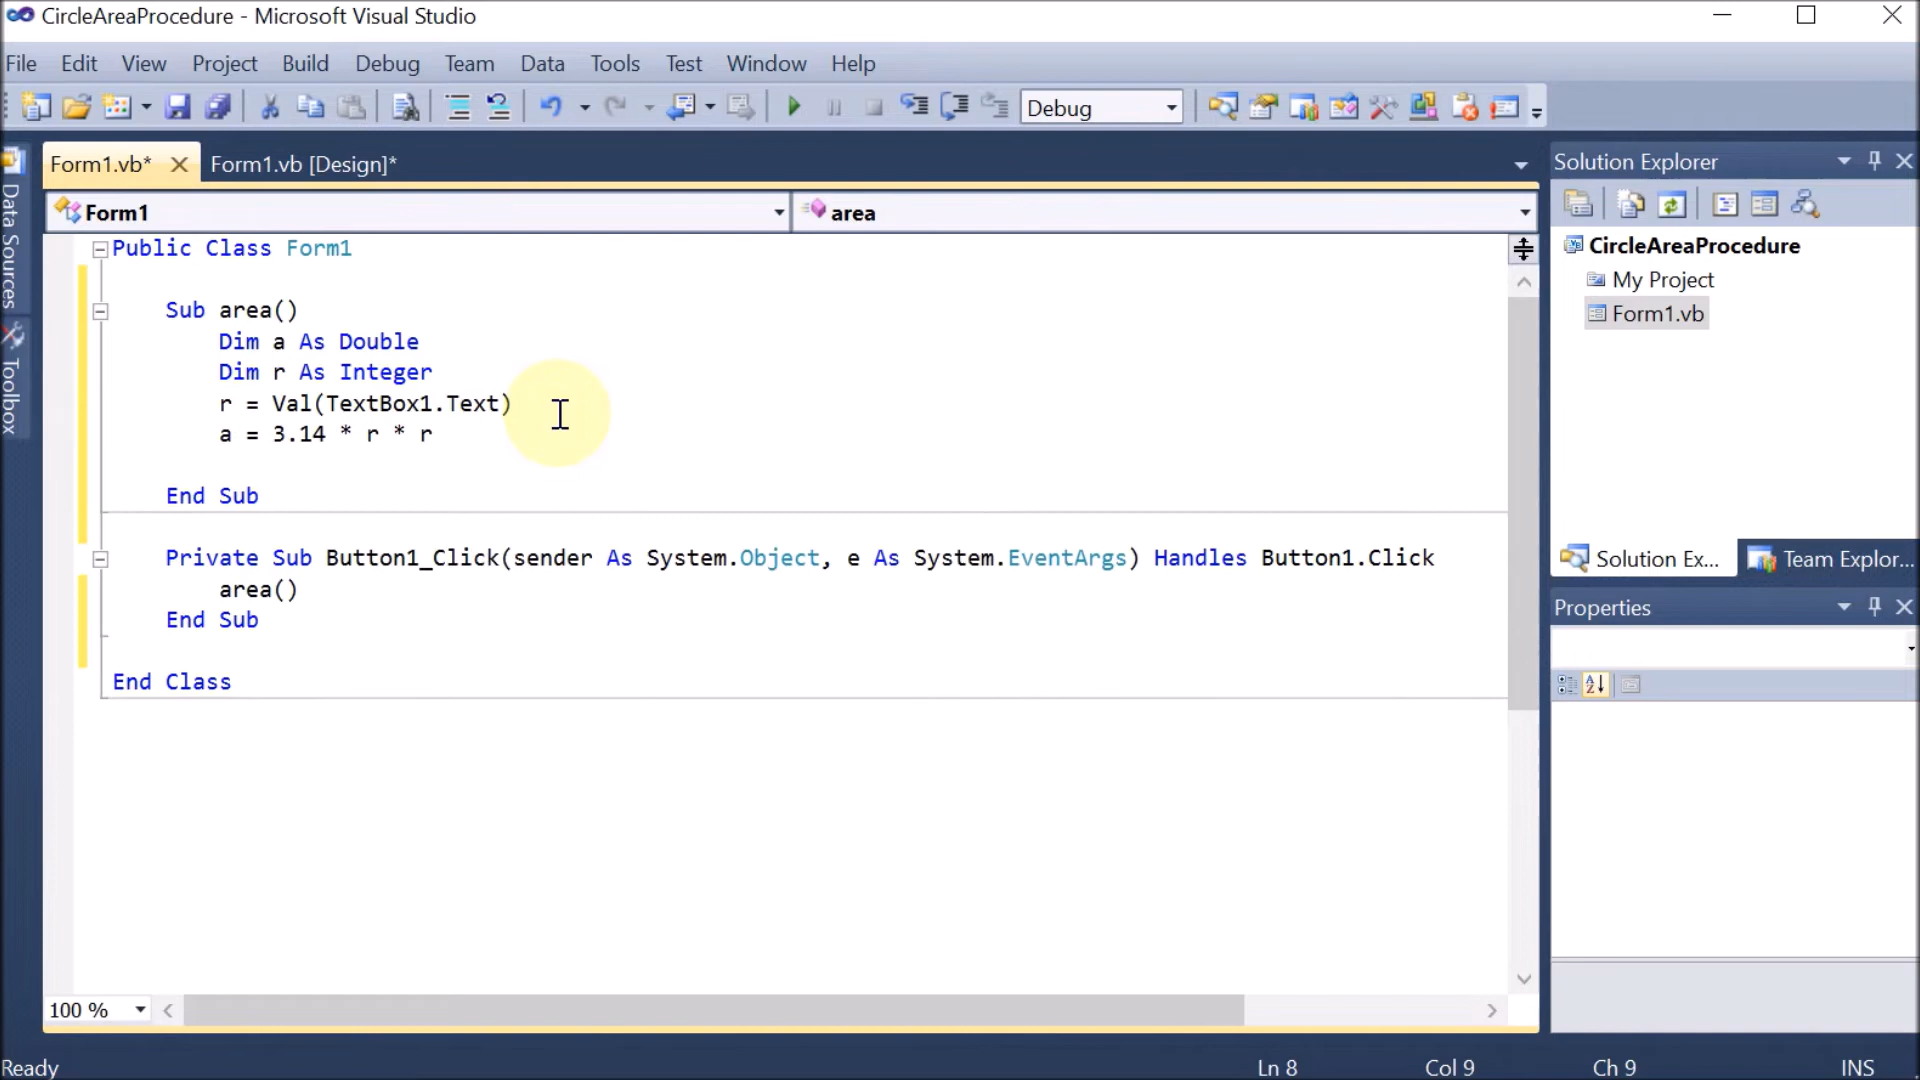 CircleAreaProcedure - Microsoft Visual Studio
File Edit View Project Build Debug Team Data Tools Test Window Help
Debug
Form1.vb* Form1.vb [Design]*
Form1 area
Public Class Form1
Sub area()
Dim a As Double
Dim r As Integer
r = Val(TextBox1.Text)
a = 3.14 * r * r
End Sub
Private Sub Button1_Click(sender As System.Object, e As System.EventArgs) Handles Button1.Click
area()
End Sub
End Class
100 %
Data Sources
Toolbox
Solution Explorer
CircleAreaProcedure
My Project
Form1.vb
Solution Ex... Team Explor...
Properties
Ready Ln 8 Col 9 Ch 9 INS